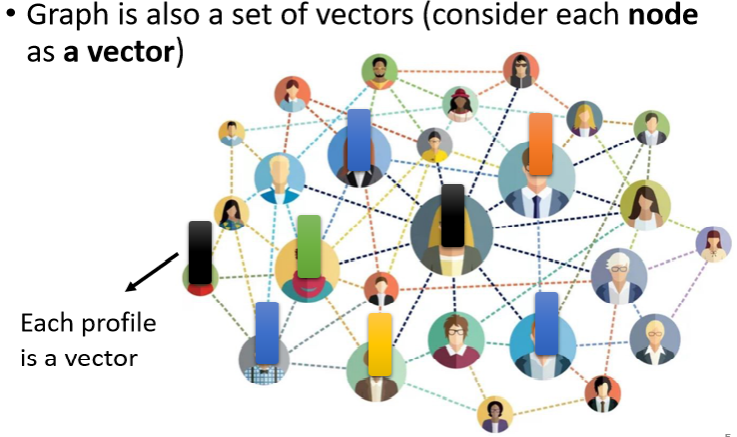 • Graph is also a set of vectors (consider each node
as a vector)
Each profile
is a vector